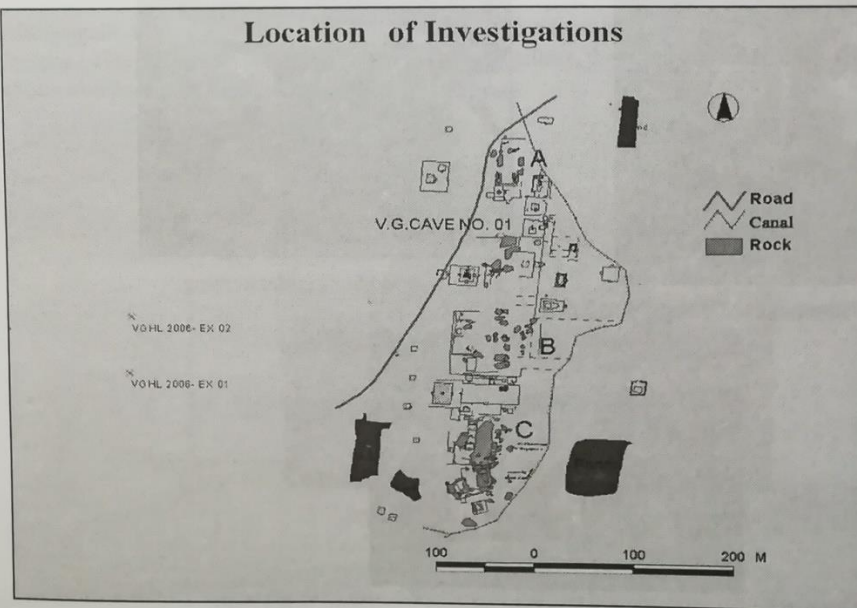 Location of Investigations
A
V.G.CAVE NO. 01
Road
Canal
Rock
VGHL 2006- EX 02
B
VGHL 2006- EX 01
C
100 0 100 200 M